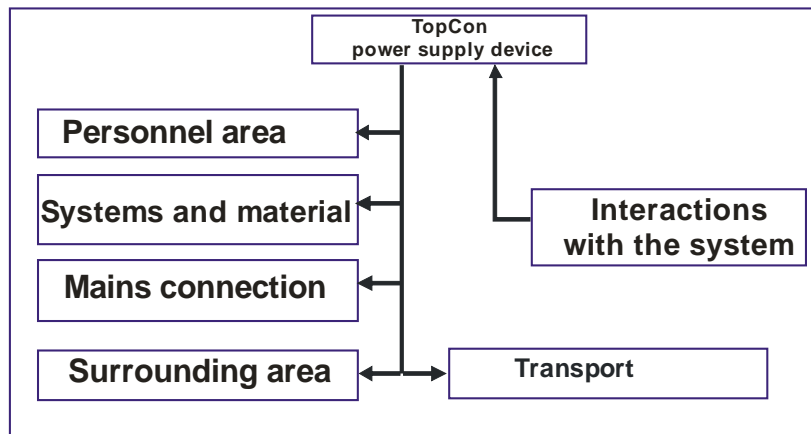 TopCon
power supply device
Personnel area
Systems and material
Interactions
with the system
Mains connection
Surrounding area
Transport